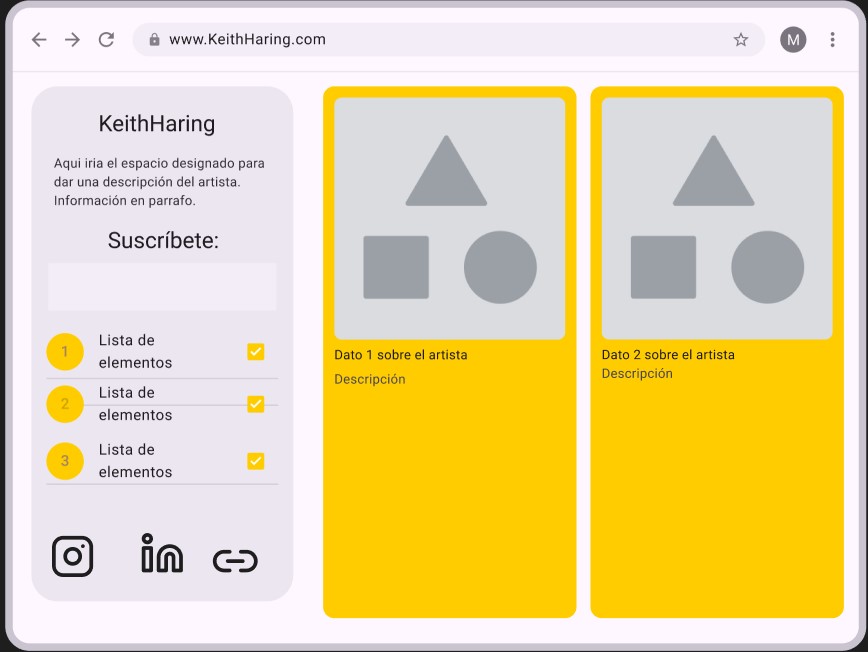 www.KeithHaring.com
M
KeithHaring
Aqui iria el espacio designado para
dar una descripción del artista.
Información en parrafo.
Suscríbete:
1
Lista de
elementos
2
Lista de
elementos
3
Lista de
elementos
in
Dato 1 sobre el artista
Descripción
Dato 2 sobre el artista
Descripción